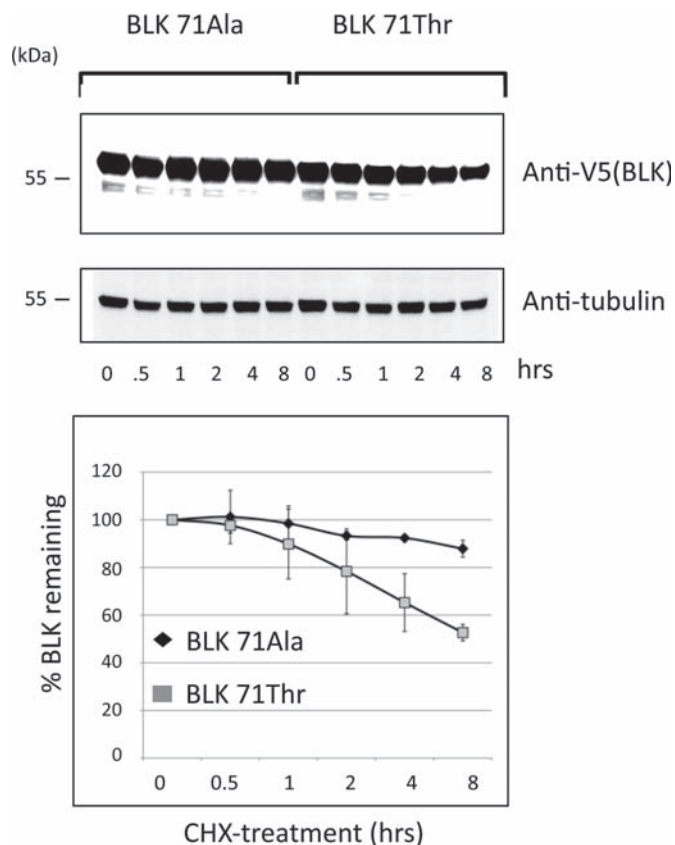 BLK 71Ala BLK 71Thr
(kDa)
55 — Anti-V5(BLK)
55 — Anti-tubulin
0 .5 1 2 4 8 0 .5 1 2 4 8 hrs
120
100
80
60
40
20
0
% BLK remaining
BLK 71Ala
BLK 71Thr
0 0.5 1 2 4 8
CHX-treatment (hrs)